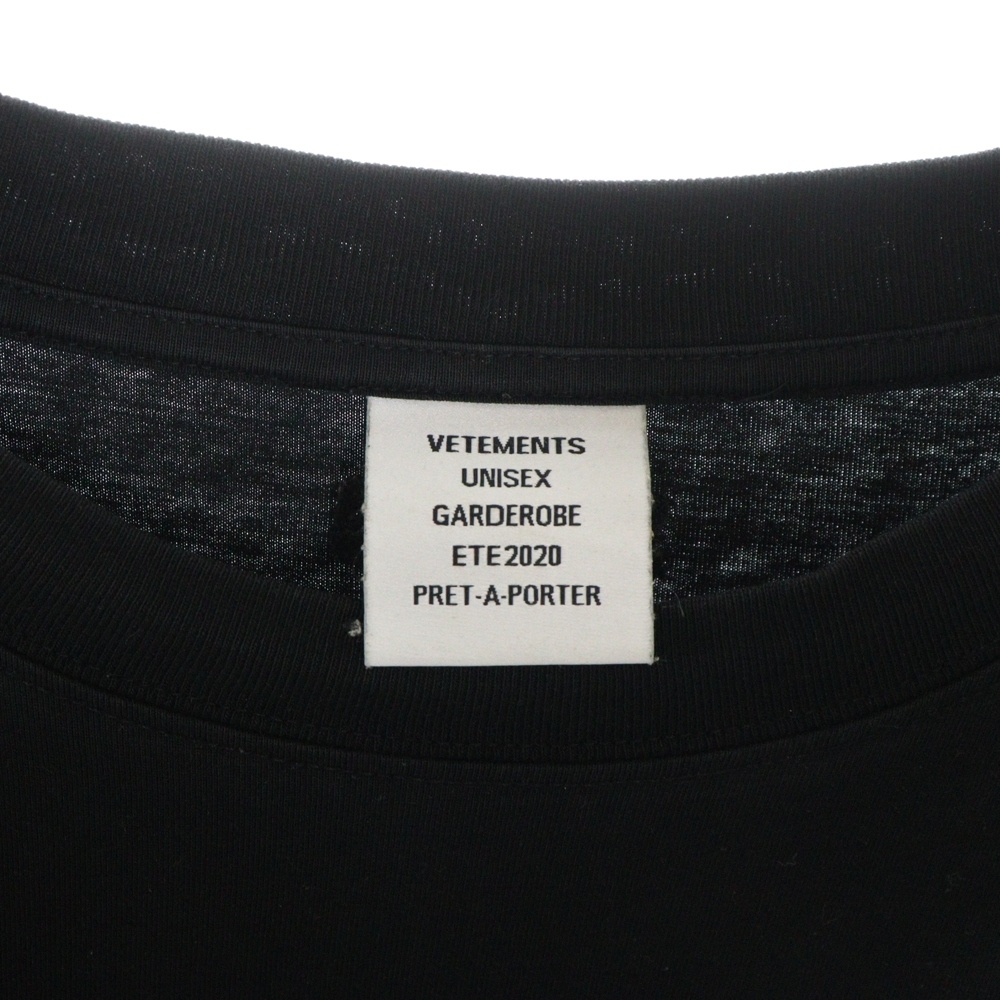 VETEMENTS
UNISEX
GARDEROBE
ETE2020
PRET-A-PORTER